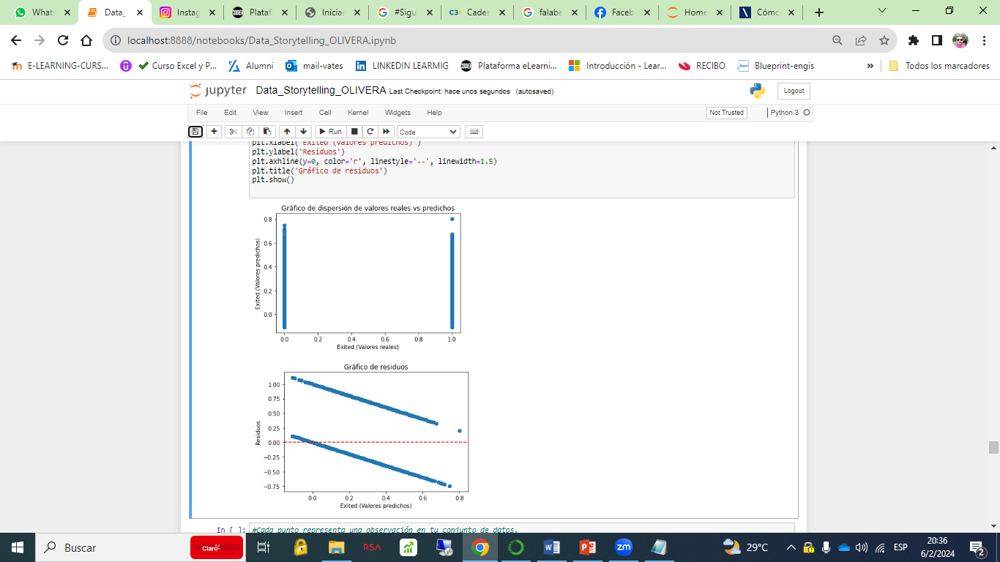 What: Data_ Instag Plataf Iniciar #Sigu C3 Cader falabe Faceb Home Cómc
localhost:8888/notebooks/Data_Storytelling_OLIVERA.ipynb
E-LEARNING-CURS... Curso Excel y P... Alumni mail-vates LINKEDIN LEARMIG Plataforma eLearni... Introducción - Lear... RECIBO Blueprint-engis » Todos los marcadores
jupyter Data_Storytelling_OLIVERA Last Checkpoint: hace unos segundos (autosaved) Logout
File Edit View Insert Cell Kernel Widgets Help Not Trusted Python 3
Run Code
plt.xlabel('Exited (Valores predichos)')
plt.ylabel('Residuos')
plt.axhline(y=0, color='r', linestyle='--', linewidth=1.5)
plt.title('Gráfico de residuos')
plt.show()
Gráfico de dispersión de valores reales vs predichos
Exited (Valores predichos)
0.8
0.6
0.4
0.2
0.0
0.0 0.2 0.4 0.6 0.8 1.0
Exited (Valores reales)
Gráfico de residuos
Residuos
1.00
0.75
0.50
0.25
0.00
−0.25
−0.50
−0.75
0.0 0.2 0.4 0.6 0.8
Exited (Valores predichos)
In [ ]: #Cada punto representa una observación en tu conjunto de datos.
Buscar Claro RSA zm 29°C ESP 20:36
6/2/2024 2